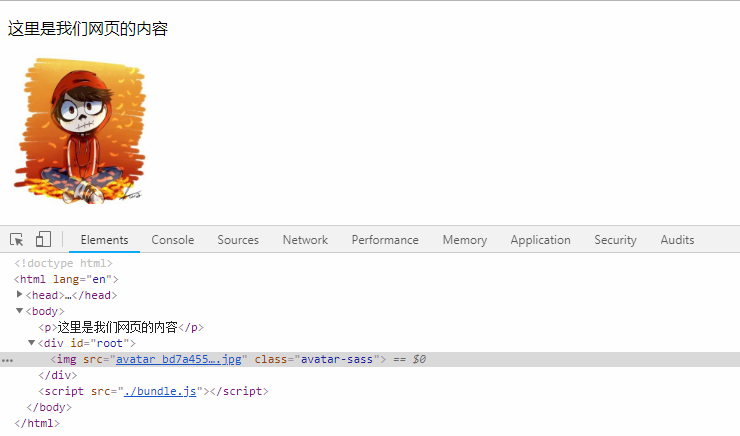 这里是我们网页的内容
Elements Console Sources Network Performance Memory Application Security Audits
<!doctype html>
<html lang="en">
<head>…</head>
<body>
<p>这里是我们网页的内容</p>
<div id="root">
<img src="avatar_bd7a455….jpg" class="avatar-sass"> == $0
</div>
<script src="./bundle.js"></script>
</body>
</html>